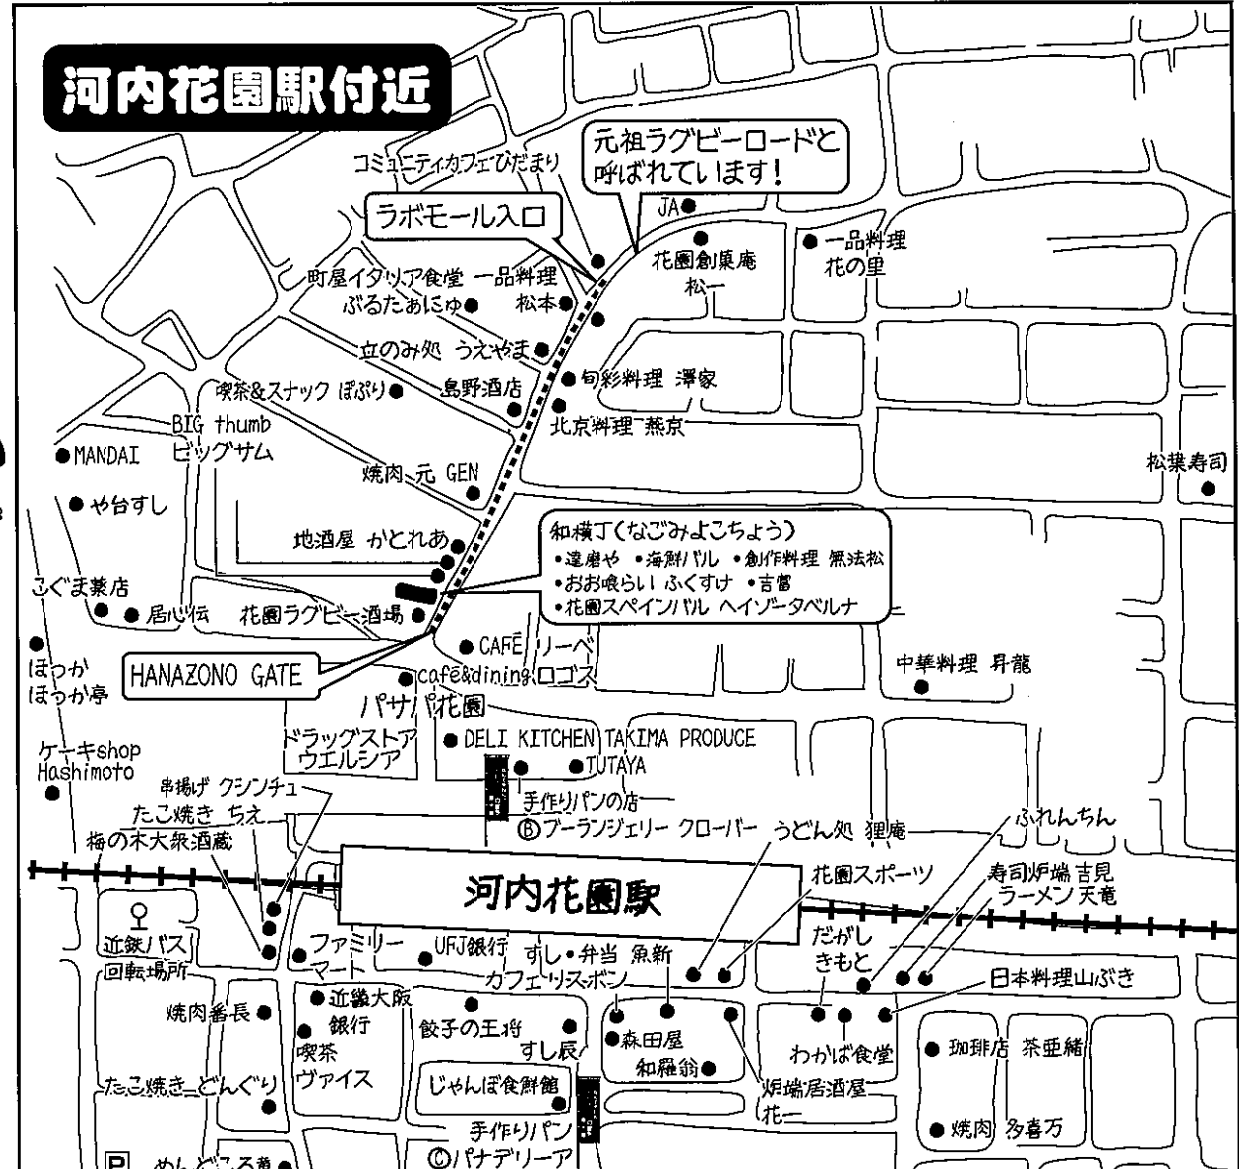 河内花園駅付近
元祖ラグビーロードと
呼ばれています!
コミュニティカフェひだまり
ラボモール入口
JA
花園創菓庵
松一
一品料理
花の里
町屋イタリア食堂
ぶるたぁにゅ
一品料理
松本
立のみ処 うえやま
喫茶&スナック ぽぷり
島野酒店
旬彩料理 澤家
北京料理 燕京
BIG thumb
ビッグサム
MANDAI
や台すし
焼肉 元 GEN
松葉寿司
地酒屋 かとれあ
和横丁(なごみよこちょう)
・達磨や ・海鮮バル ・創作料理 無法松
・おお喰らい ふくすけ ・吉冨
・花園スペインバル ヘイゾータベルナ
こぐま薬店
居心伝
花園ラグビー酒場
ほっか
ほっか亭
HANAZONO GATE
CAFE リーベ
café&dining ロゴス
中華料理 昇龍
パサパ花園
ドラッグストア
ウエルシア
DELI KITCHEN TAKIMA PRODUCE
TUTAYA
ケーキshop
Hashimoto
手作りパンの店
Ⓑブーランジェリー クローバー
串揚げ クシンチュ
たこ焼き ちえ
梅の木大衆酒蔵
うどん処 狸庵
ふれんちん
花園スポーツ
寿司炉端 吉見
ラーメン 天竜
河内花園駅
近鉄バス
回転場所
ファミリー
マート
UFJ銀行
すし・弁当 魚新
カフェ・リスボン
だがし
きもと
日本料理山ぶき
焼肉番長
近畿大阪
銀行
餃子の王将
すし辰
森田屋
和羅翁
わかば食堂
珈琲店 茶亜緒
喫茶
ヴァイス
たこ焼き どんぐり
じゃんぼ食鮮館
炉端居酒屋
花一
手作りパン
Ⓒパナデリーア
焼肉 多喜万
P
めんどころ